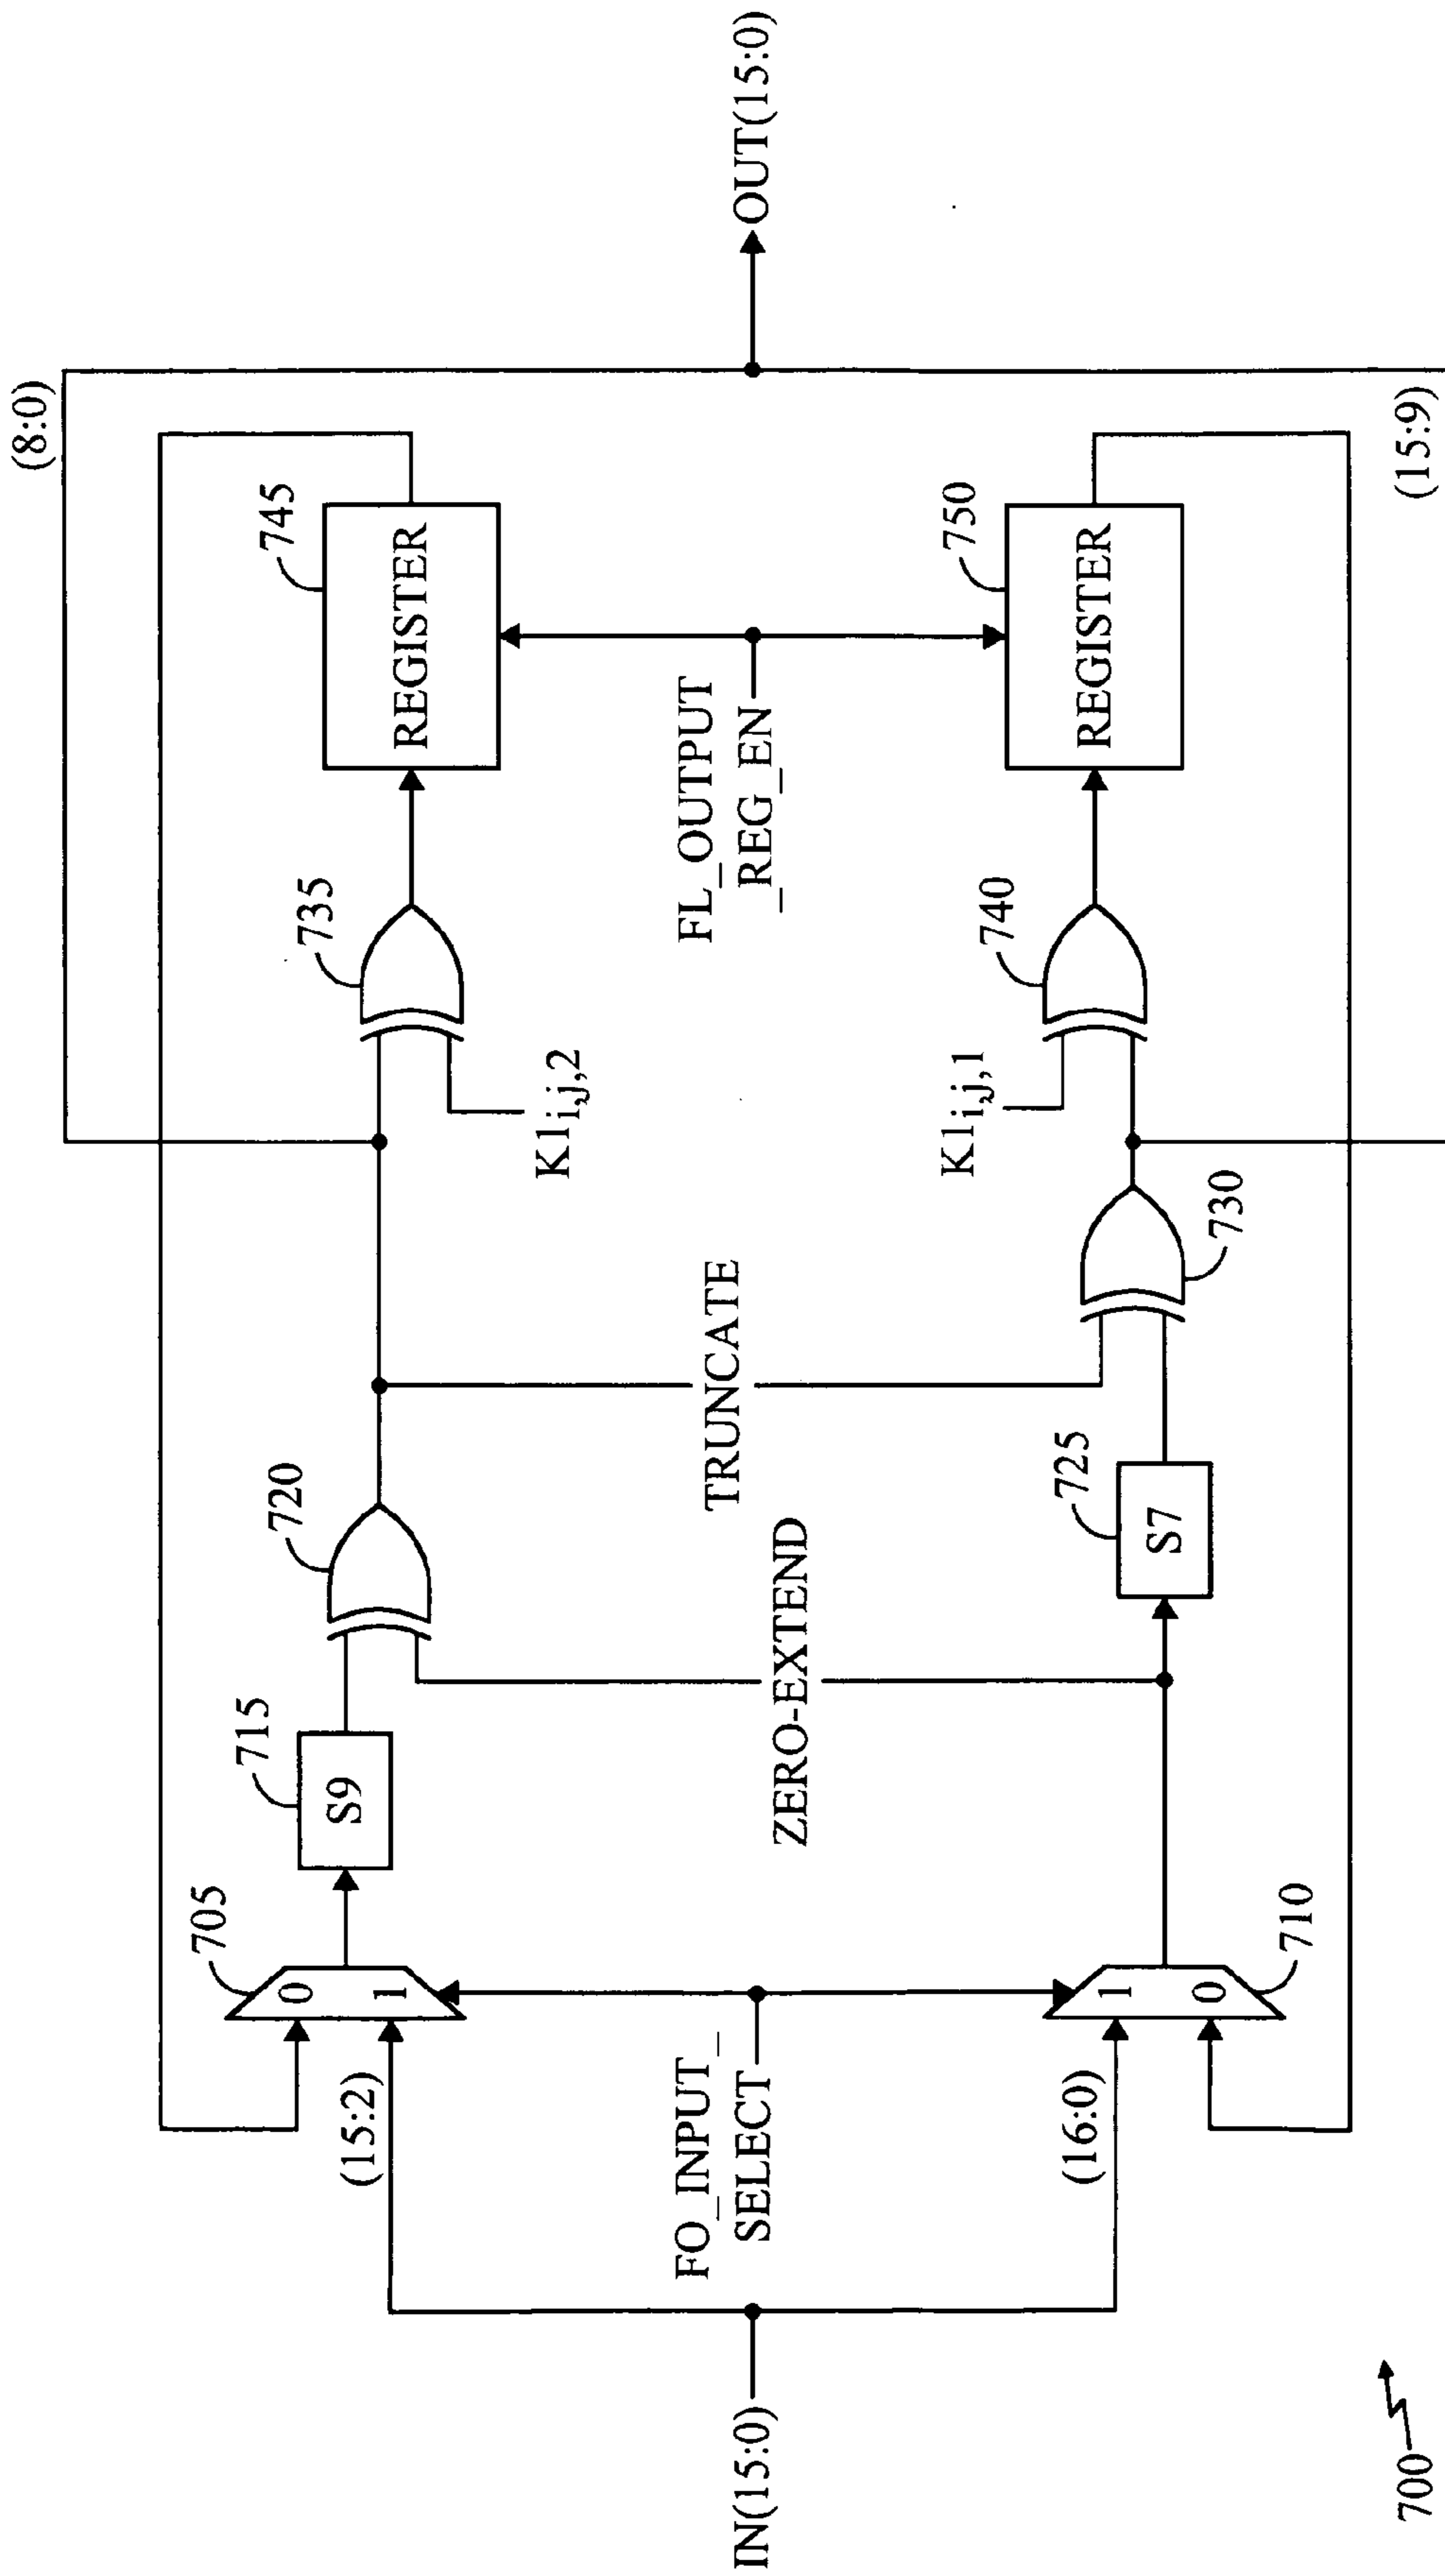 (8:0)
745
REGISTER
735
K1i,j,2
720
715
S9
705
0
1
(15:2)
OUT(15:0)
FL_OUTPUT
_REG_EN
TRUNCATE
ZERO-EXTEND
FO_INPUT_
SELECT
IN(15:0)
(15:9)
750
REGISTER
740
K1i,j,1
730
725
S7
710
1
0
(16:0)
700